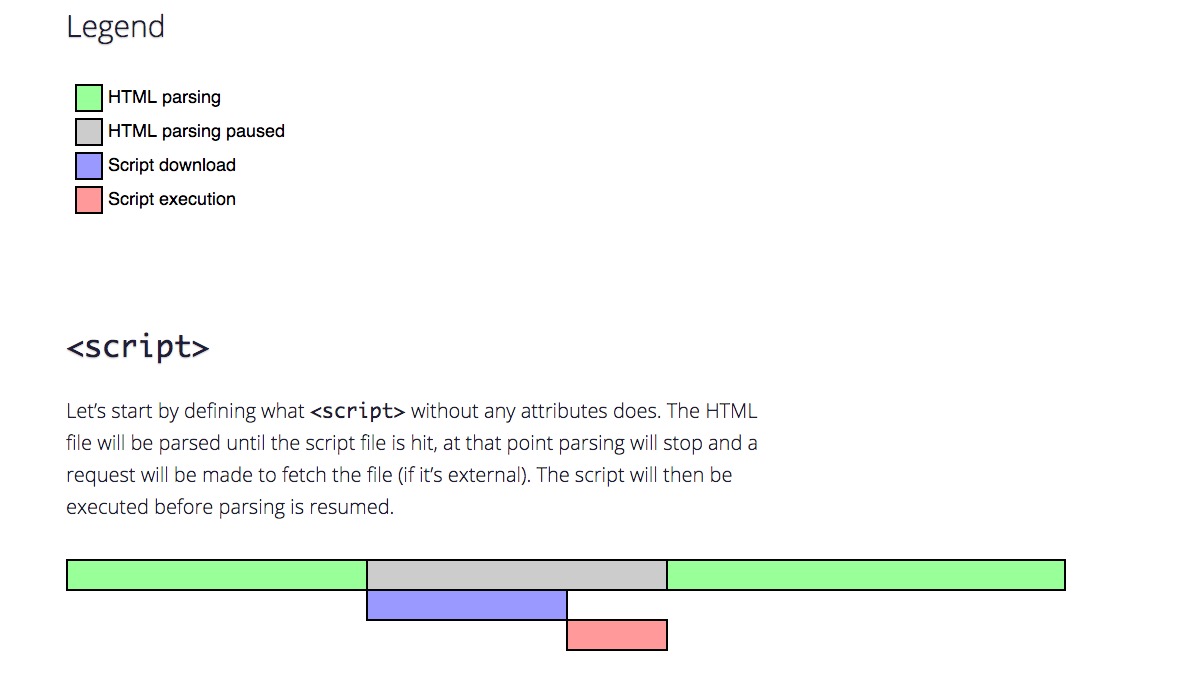 Legend
HTML parsing
HTML parsing paused
Script download
Script execution
<script>
Let’s start by defining what <script> without any attributes does. The HTML
file will be parsed until the script file is hit, at that point parsing will stop and a
request will be made to fetch the file (if it’s external). The script will then be
executed before parsing is resumed.